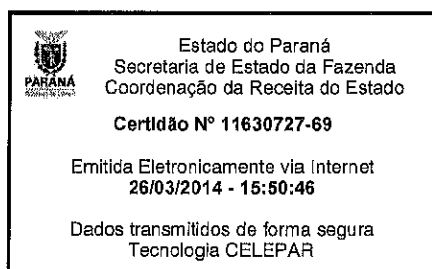 PARANÁ
Estado do Paraná
Secretaria de Estado da Fazenda
Coordenação da Receita do Estado
Certidão Nº 11630727-69
Emitida Eletronicamente via Internet
26/03/2014 - 15:50:46
Dados transmitidos de forma segura
Tecnologia CELEPAR